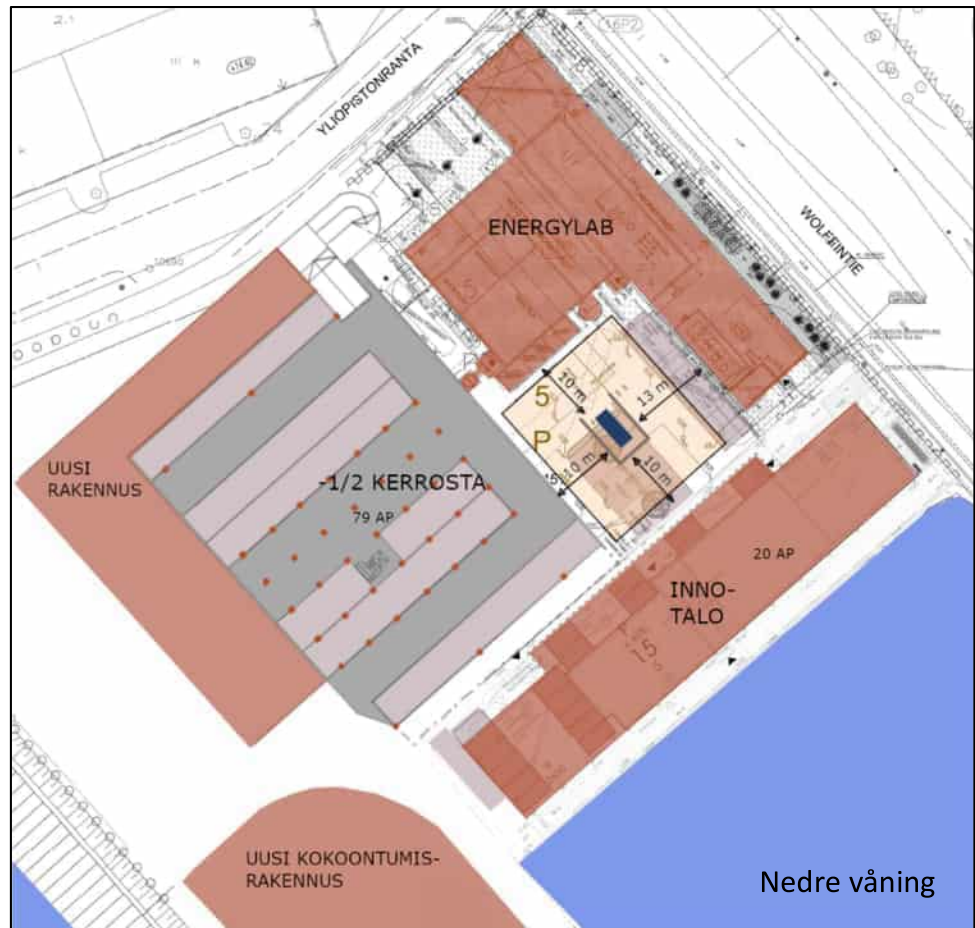 16P2
YLIOPISTONRANTA
ENERGYLAB
WOLFFINTIE
5
P
10 m
13 m
10 m
10 m
UUSI
RAKENNUS
-1/2 KERROSTA
79 AP
20 AP
INNO-
TALO
UUSI KOKOONTUMIS-
RAKENNUS
Nedre våning